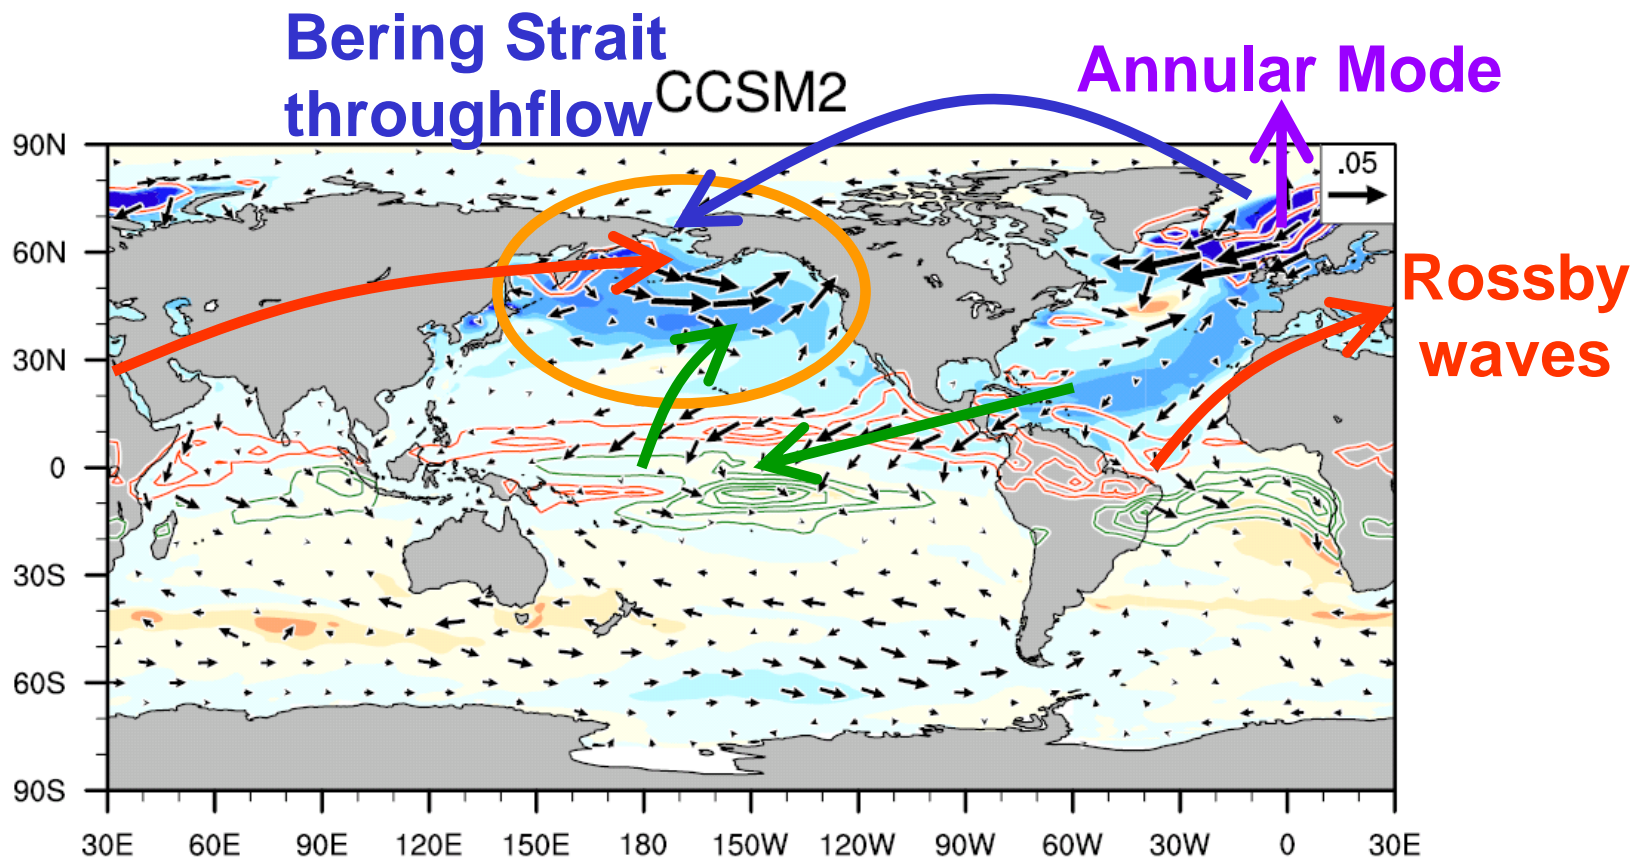 Bering Strait
throughflow
CCSM2
Annular Mode
.05
Rossby
waves
90N
60N
30N
0
30S
60S
90S
30E 60E 90E 120E 150E 180 150W 120W 90W 60W 30W 0 30E